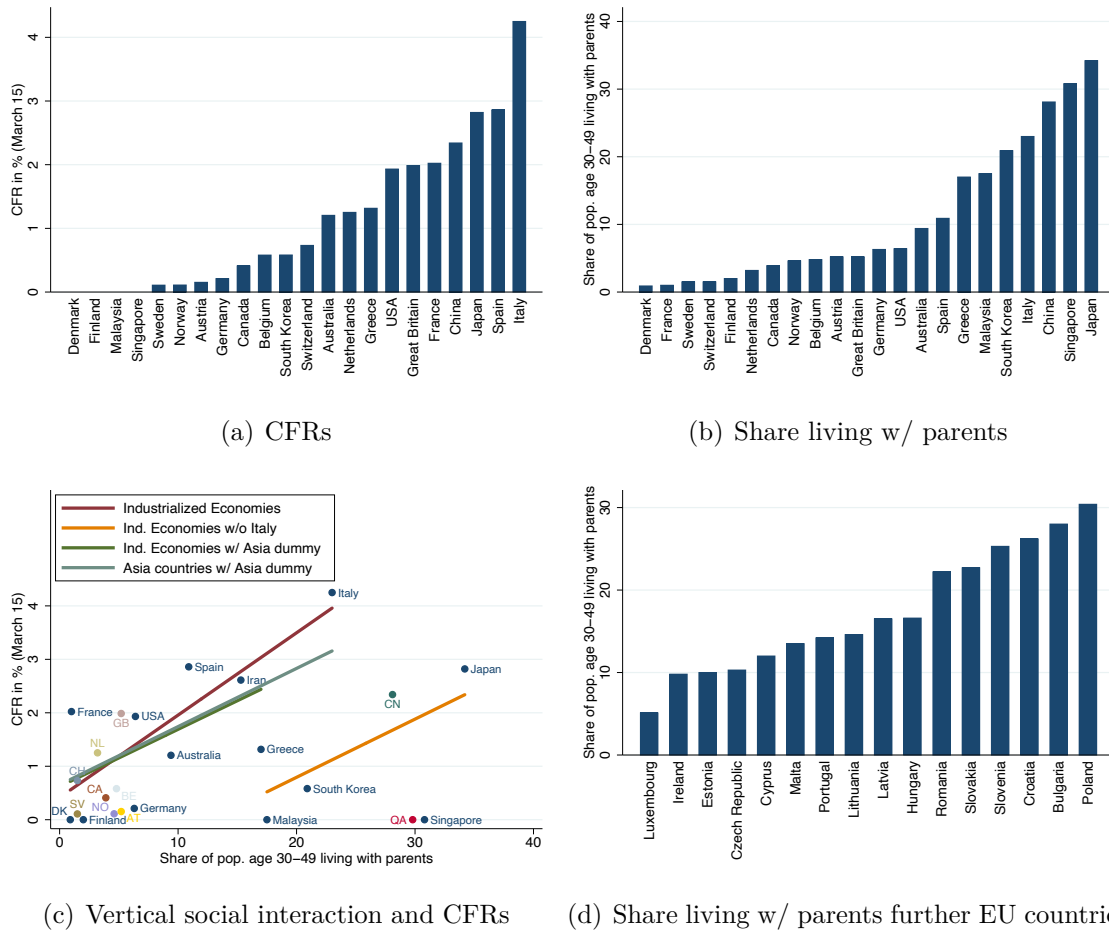 CFR in % (March 15)
0 1 2 3 4
Denmark Finland Malaysia Singapore Sweden Norway Austria Germany Canada Belgium South Korea Switzerland Australia Netherlands Greece USA Great Britain France China Japan Spain Italy
(a) CFRs
Share of pop. age 30−49 living with parents
0 10 20 30 40
Denmark France Sweden Switzerland Finland Netherlands Canada Norway Belgium Austria Great Britain Germany USA Australia Spain Greece Malaysia South Korea Italy China Singapore Japan
(b) Share living w/ parents
Industrialized Economies
Ind. Economies w/o Italy
Ind. Economies w/ Asia dummy
Asia countries w/ Asia dummy
CFR in % (March 15)
0 1 2 3 4 5 6
Italy
Spain
Japan
Iran
CN
France
GB
USA
NL
Greece
Australia
CH
CA
BE
South Korea
SV
DK
NO
Germany
AT
Finland
Malaysia
QA
Singapore
0 10 20 30 40
Share of pop. age 30−49 living with parents
(c) Vertical social interaction and CFRs
Share of pop. age 30−49 living with parents
0 10 20 30
Luxembourg Ireland Estonia Czech Republic Cyprus Malta Portugal Lithuania Latvia Hungary Romania Slovakia Slovenia Croatia Bulgaria Poland
(d) Share living w/ parents further EU countri